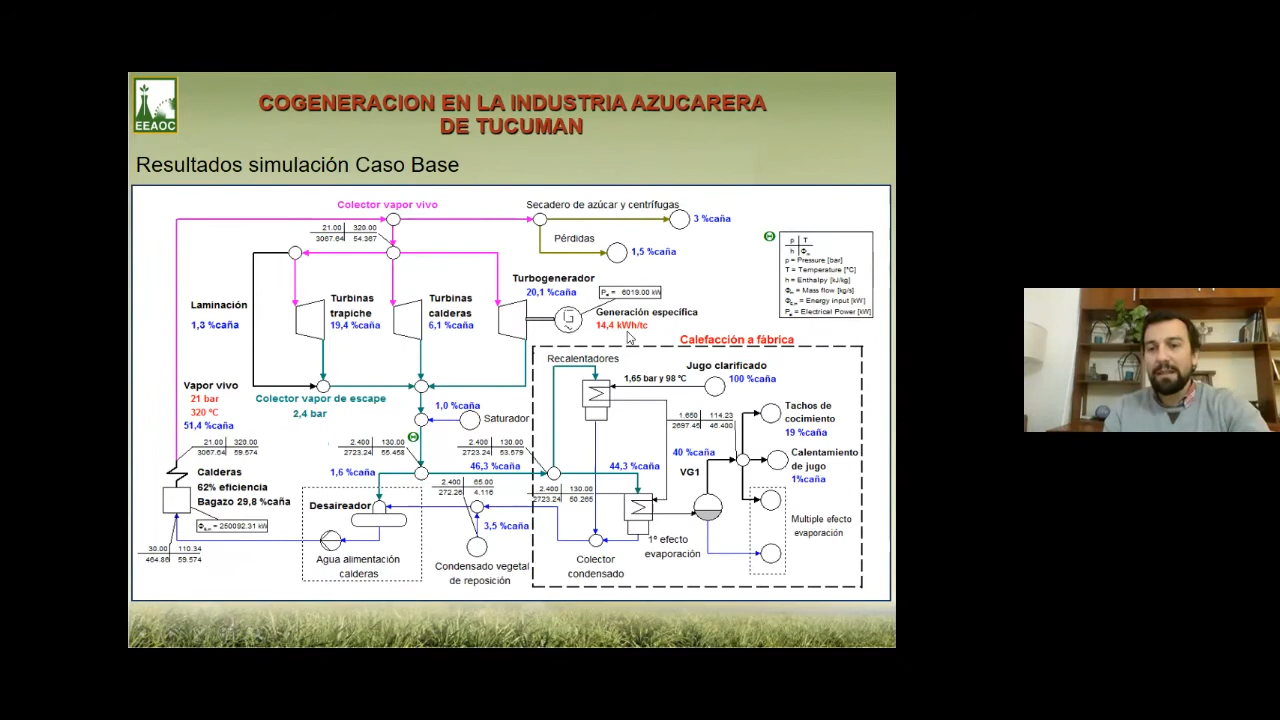 EEAOC
COGENERACION EN LA INDUSTRIA AZUCARERA
DE TUCUMAN
Resultados simulación Caso Base
Colector vapor vivo
Secadero de azúcar y centrífugas
3 %caña
Pérdidas
1,5 %caña
21.00 320.00
3067.64 54.367
p T
h Φm
p = Pressure [bar]
T = Temperature [°C]
h = Enthalpy [kJ/kg]
Φm = Mass flow [kg/s]
ΦE,in = Energy input [kW]
Pe = Electrical Power [kW]
Laminación
1,3 %caña
Turbinas
trapiche
19,4 %caña
Turbinas
calderas
6,1 %caña
Turbogenerador
20,1 %caña
Pe = 6019.00 kW
G
Generación específica
14,4 kWh/tc
Calefacción a fábrica
Vapor vivo
21 bar
320 ºC
51,4 %caña
Colector vapor de escape
2,4 bar
1,0 %caña
Saturador
Recalentadores
1,65 bar y 98 ºC
Jugo clarificado
100 %caña
1.650 114.23
2697.45 46.400
Tachos de
cocimiento
19 %caña
Calentamiento
de jugo
1%caña
21.00 320.00
3067.64 59.574
2.400 130.00
2723.24 55.458
2.400 130.00
2723.24 53.579
40 %caña
VG1
Calderas
62% eficiencia
Bagazo 29,8 %caña
ΦE,in = 250092.31 kW
1,6 %caña
46,3 %caña
44,3 %caña
2.400 65.00
272.26 4.116
2.400 130.00
2723.24 50.265
Desaireador
3,5 %caña
Multiple efecto
evaporación
1º efecto
evaporación
30.00 110.34
464.86 59.574
Agua alimentación
calderas
Condensado vegetal
de reposición
Colector
condensado